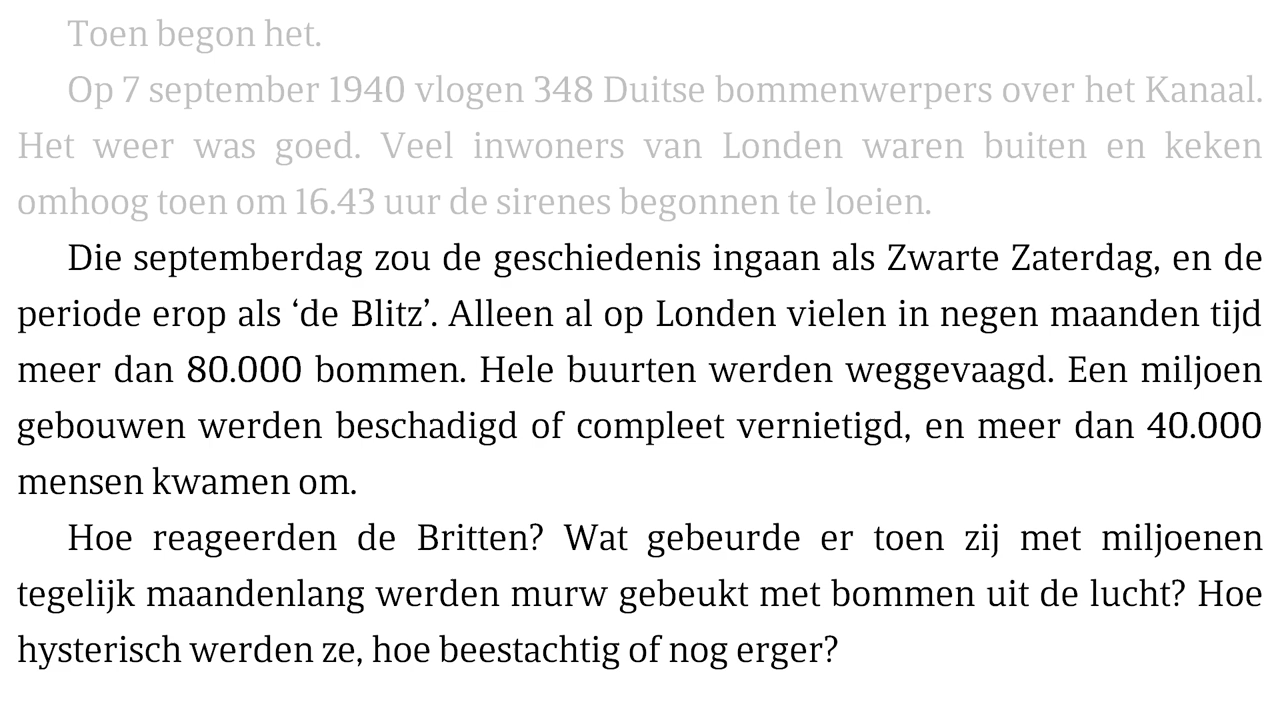 Toen begon het.
Op 7 september 1940 vlogen 348 Duitse bommenwerpers over het Kanaal.
Het weer was goed. Veel inwoners van Londen waren buiten en keken
omhoog toen om 16.43 uur de sirenes begonnen te loeien.
Die septemberdag zou de geschiedenis ingaan als Zwarte Zaterdag, en de
periode erop als ‘de Blitz’. Alleen al op Londen vielen in negen maanden tijd
meer dan 80.000 bommen. Hele buurten werden weggevaagd. Een miljoen
gebouwen werden beschadigd of compleet vernietigd, en meer dan 40.000
mensen kwamen om.
Hoe reageerden de Britten? Wat gebeurde er toen zij met miljoenen
tegelijk maandenlang werden murw gebeukt met bommen uit de lucht? Hoe
hysterisch werden ze, hoe beestachtig of nog erger?